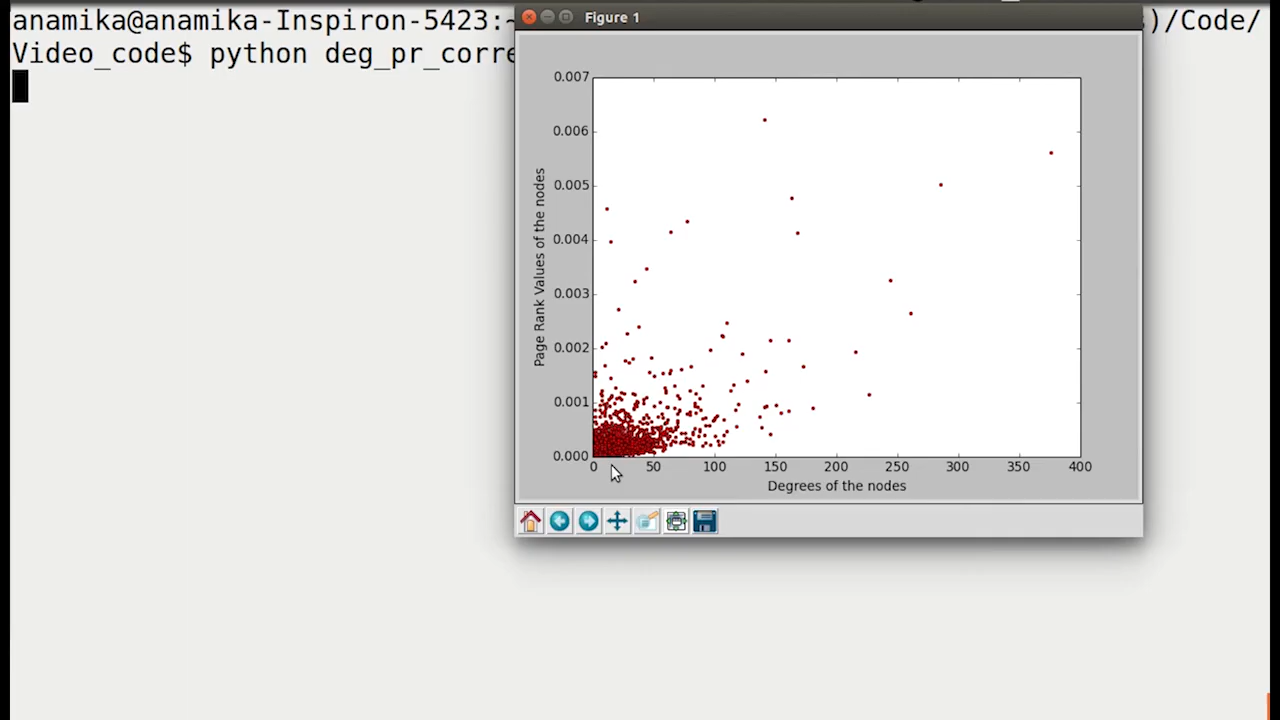 anamika@anamika-Inspiron-5423:~ )/Code/
Video_code$ python deg_pr_corre
Figure 1
0.007
0.006
0.005
0.004
0.003
0.002
0.001
0.000
Page Rank Values of the nodes
0 50 100 150 200 250 300 350 400
Degrees of the nodes